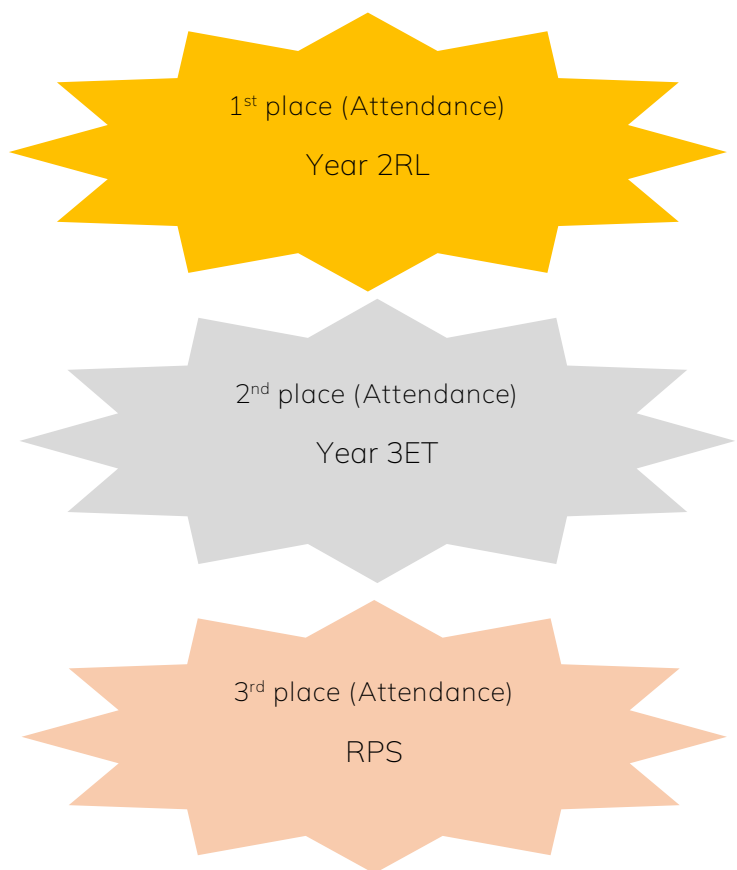 1st place (Attendance)
Year 2RL
2nd place (Attendance)
Year 3ET
3rd place (Attendance)
RPS